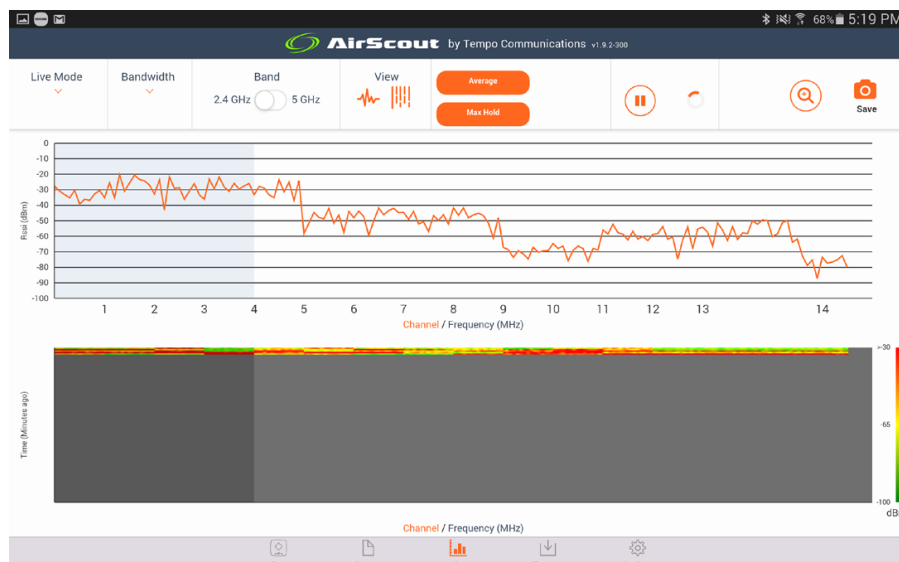 68% 5:19 PM
AirScout by Tempo Communications v1.9.2-300
Live Mode
Bandwidth
Band
2.4 GHz 5 GHz
View
Average
Max Hold
Save
0
-10
-20
-30
-40
-50
-60
-70
-80
-90
-100
Rssi (dBm)
1 2 3 4 5 6 7 8 9 10 11 12 13 14
Channel / Frequency (MHz)
Time (Minutes ago)
>-30
-65
-100
dB
Channel / Frequency (MHz)